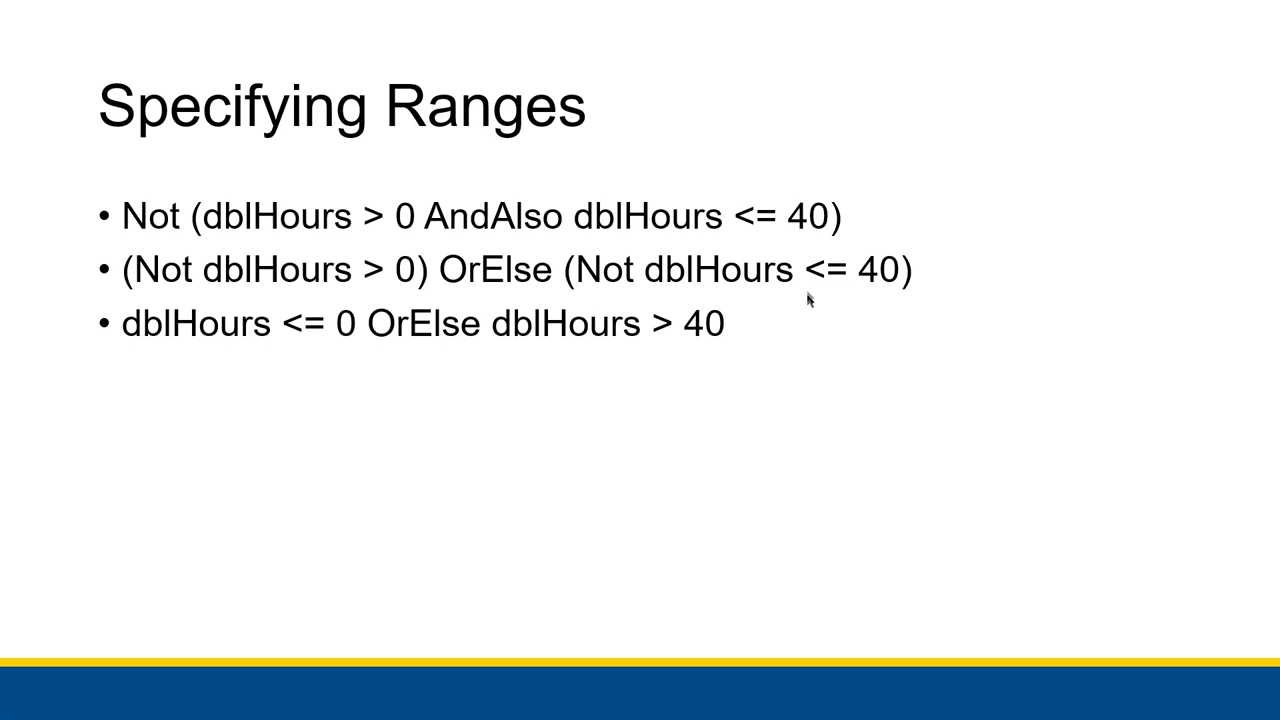 Specifying Ranges
• Not (dblHours > 0 AndAlso dblHours <= 40)
• (Not dblHours > 0) OrElse (Not dblHours <= 40)
• dblHours <= 0 OrElse dblHours > 40